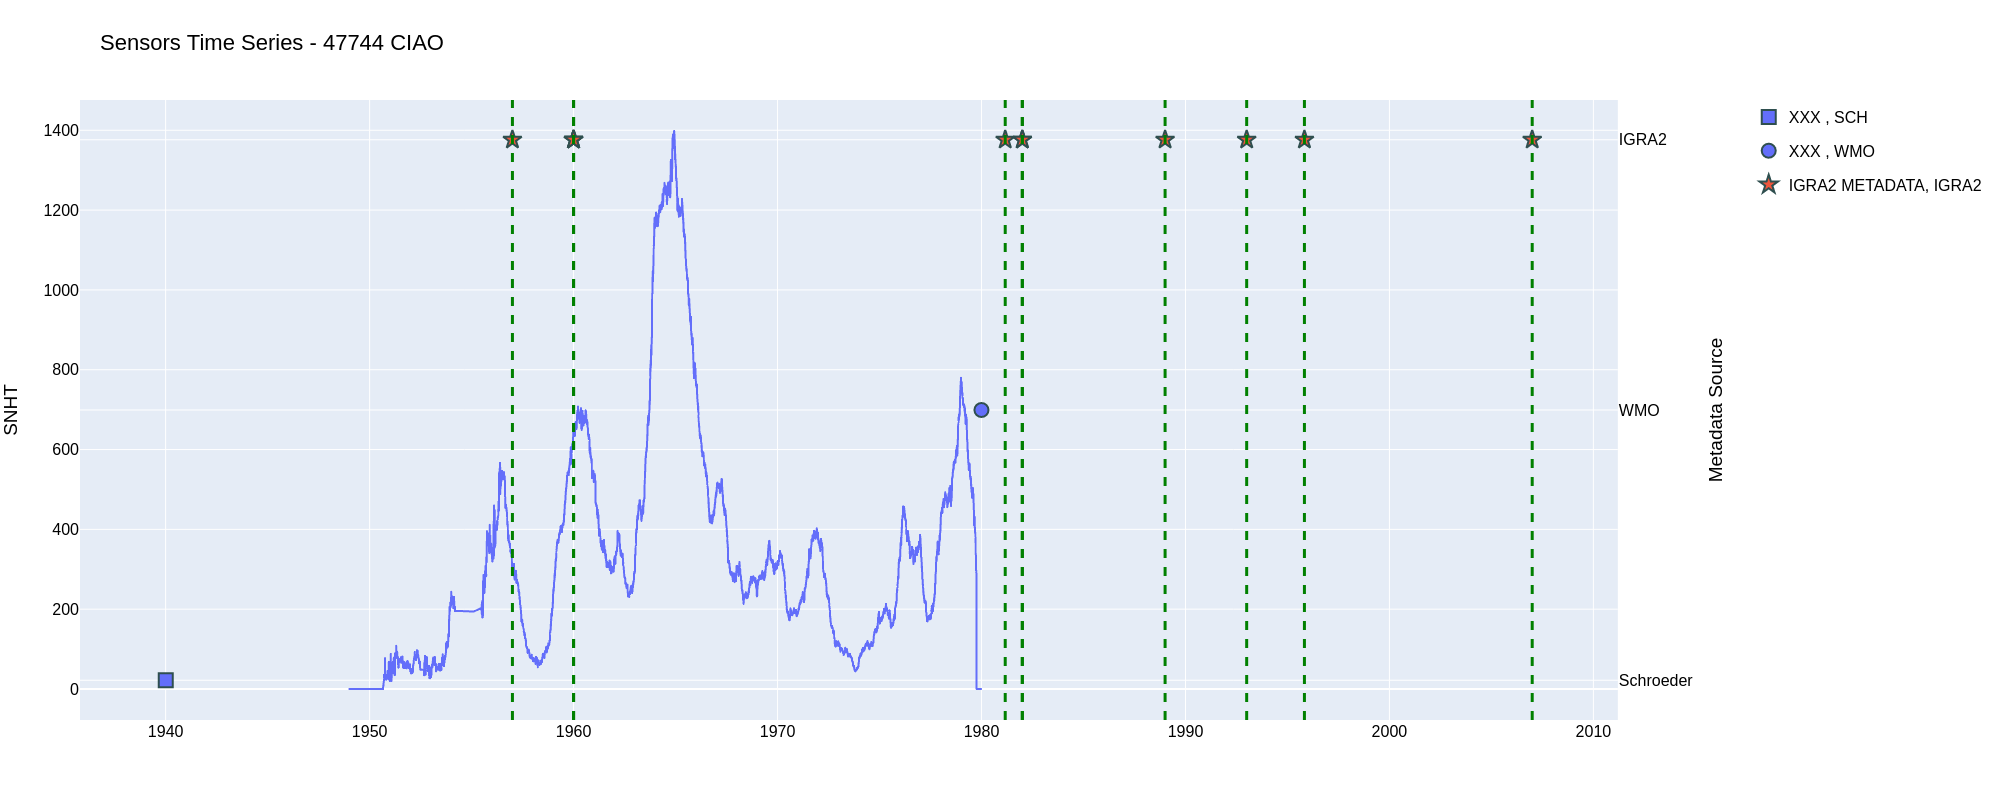 Sensors Time Series - 47744 CIAO
SNHT
1400
1200
1000
800
600
400
200
0
1940
1950
1960
1970
1980
1990
2000
2010
IGRA2
WMO
Schroeder
Metadata Source
XXX , SCH
XXX , WMO
IGRA2 METADATA, IGRA2